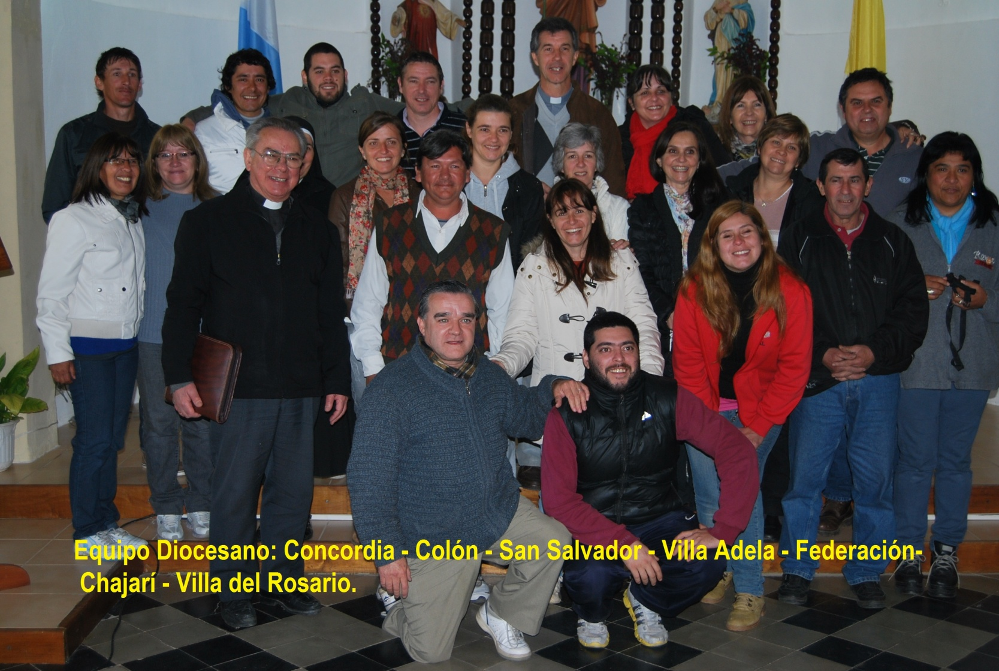 Equipo Diocesano: Concordia - Colón - San Salvador - Villa Adela - Federación-
Chajarí - Villa del Rosario.